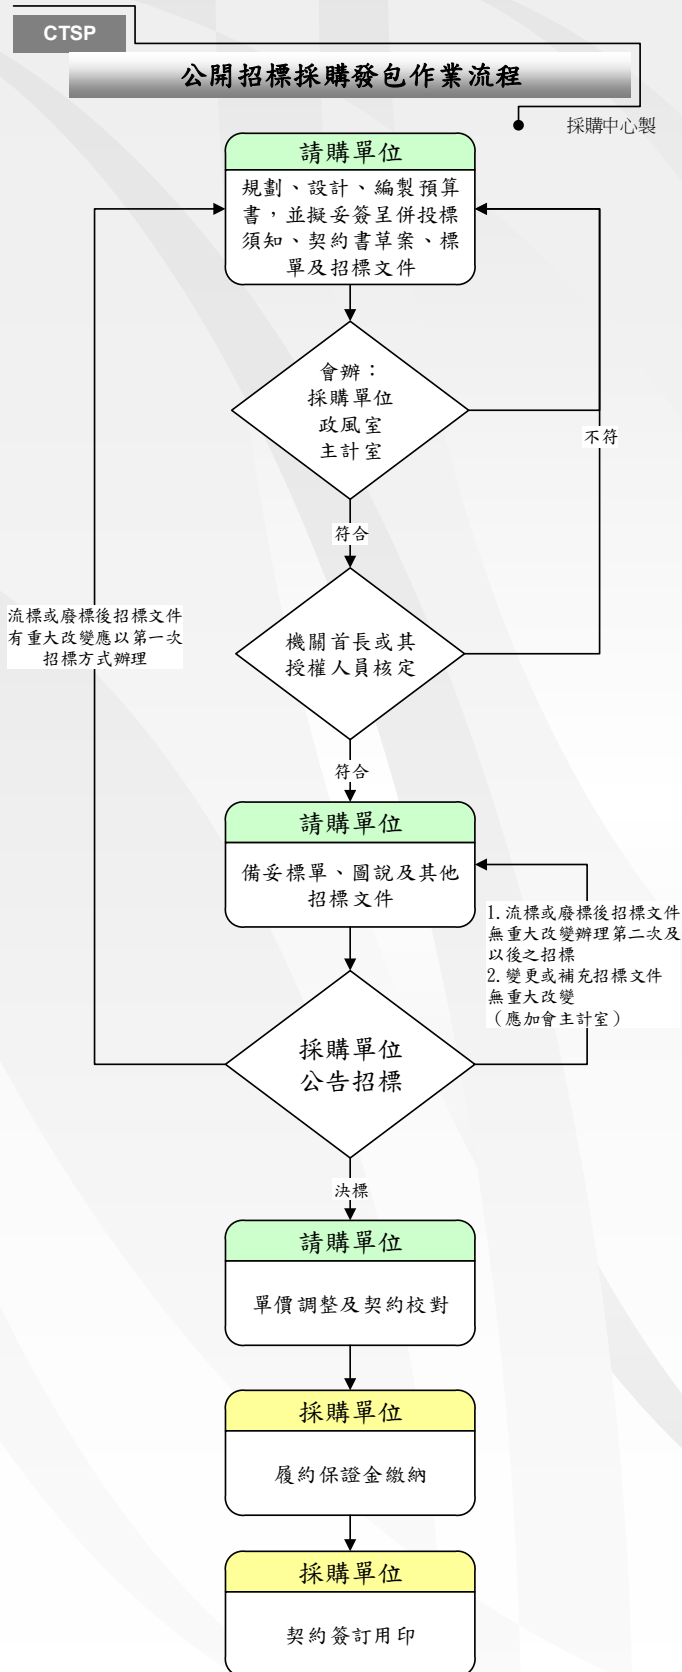 CTSP
公開招標採購發包作業流程
採購中心製
請購單位
規劃、設計、編製預算
書，並擬妥簽呈併投標
須知、契約書草案、標
單及招標文件
會辦：
採購單位
政風室
主計室
不符
符合
流標或廢標後招標文件
有重大改變應以第一次
招標方式辦理
機關首長或其
授權人員核定
符合
請購單位
備妥標單、圖說及其他
招標文件
1.流標或廢標後招標文件
無重大改變辦理第二次及
以後之招標
2.變更或補充招標文件
無重大改變
（應加會主計室）
採購單位
公告招標
決標
請購單位
單價調整及契約校對
採購單位
履約保證金繳納
採購單位
契約簽訂用印